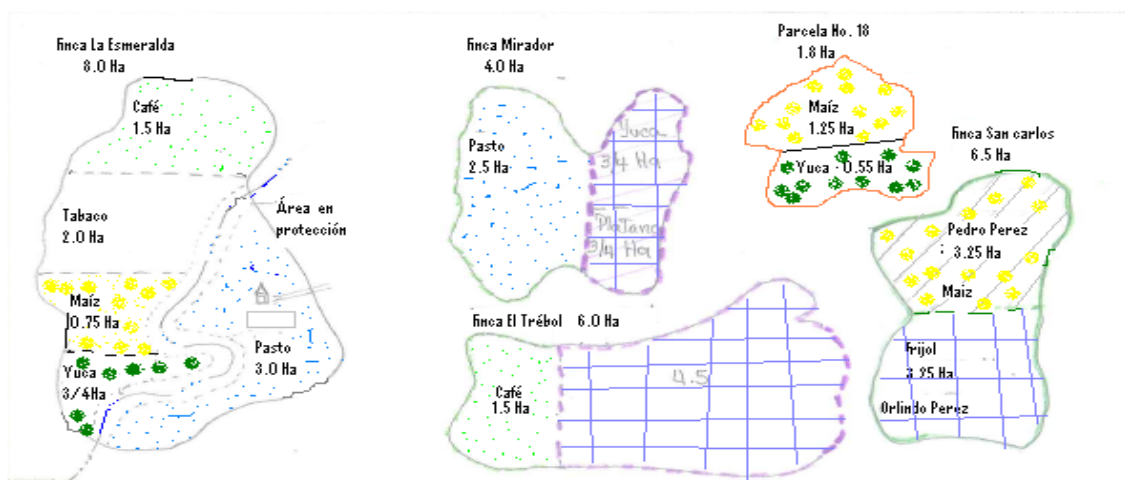 finca La Esmeralda
8.0 Ha
Café
1.5 Ha
Tabaco
2.0 Ha
Área en
protección
Maíz
0.75 Ha
Yuca
3/4Ha
Pasto
3.0 Ha
finca Mirador
4.0 Ha
Pasto
2.5 Ha
Yuca
3/4 Ha
Platano
3/4 Ha
finca El Trébol 6.0 Ha
Café
1.5 Ha
4.5
Parcela No. 18
1.8 Ha
Maíz
1.25 Ha
Yuca - 0.55 Ha
finca San carlos
6.5 Ha
Pedro Perez
3.25 Ha
Maiz
frijol
3.25 Ha
Orlindo Perez